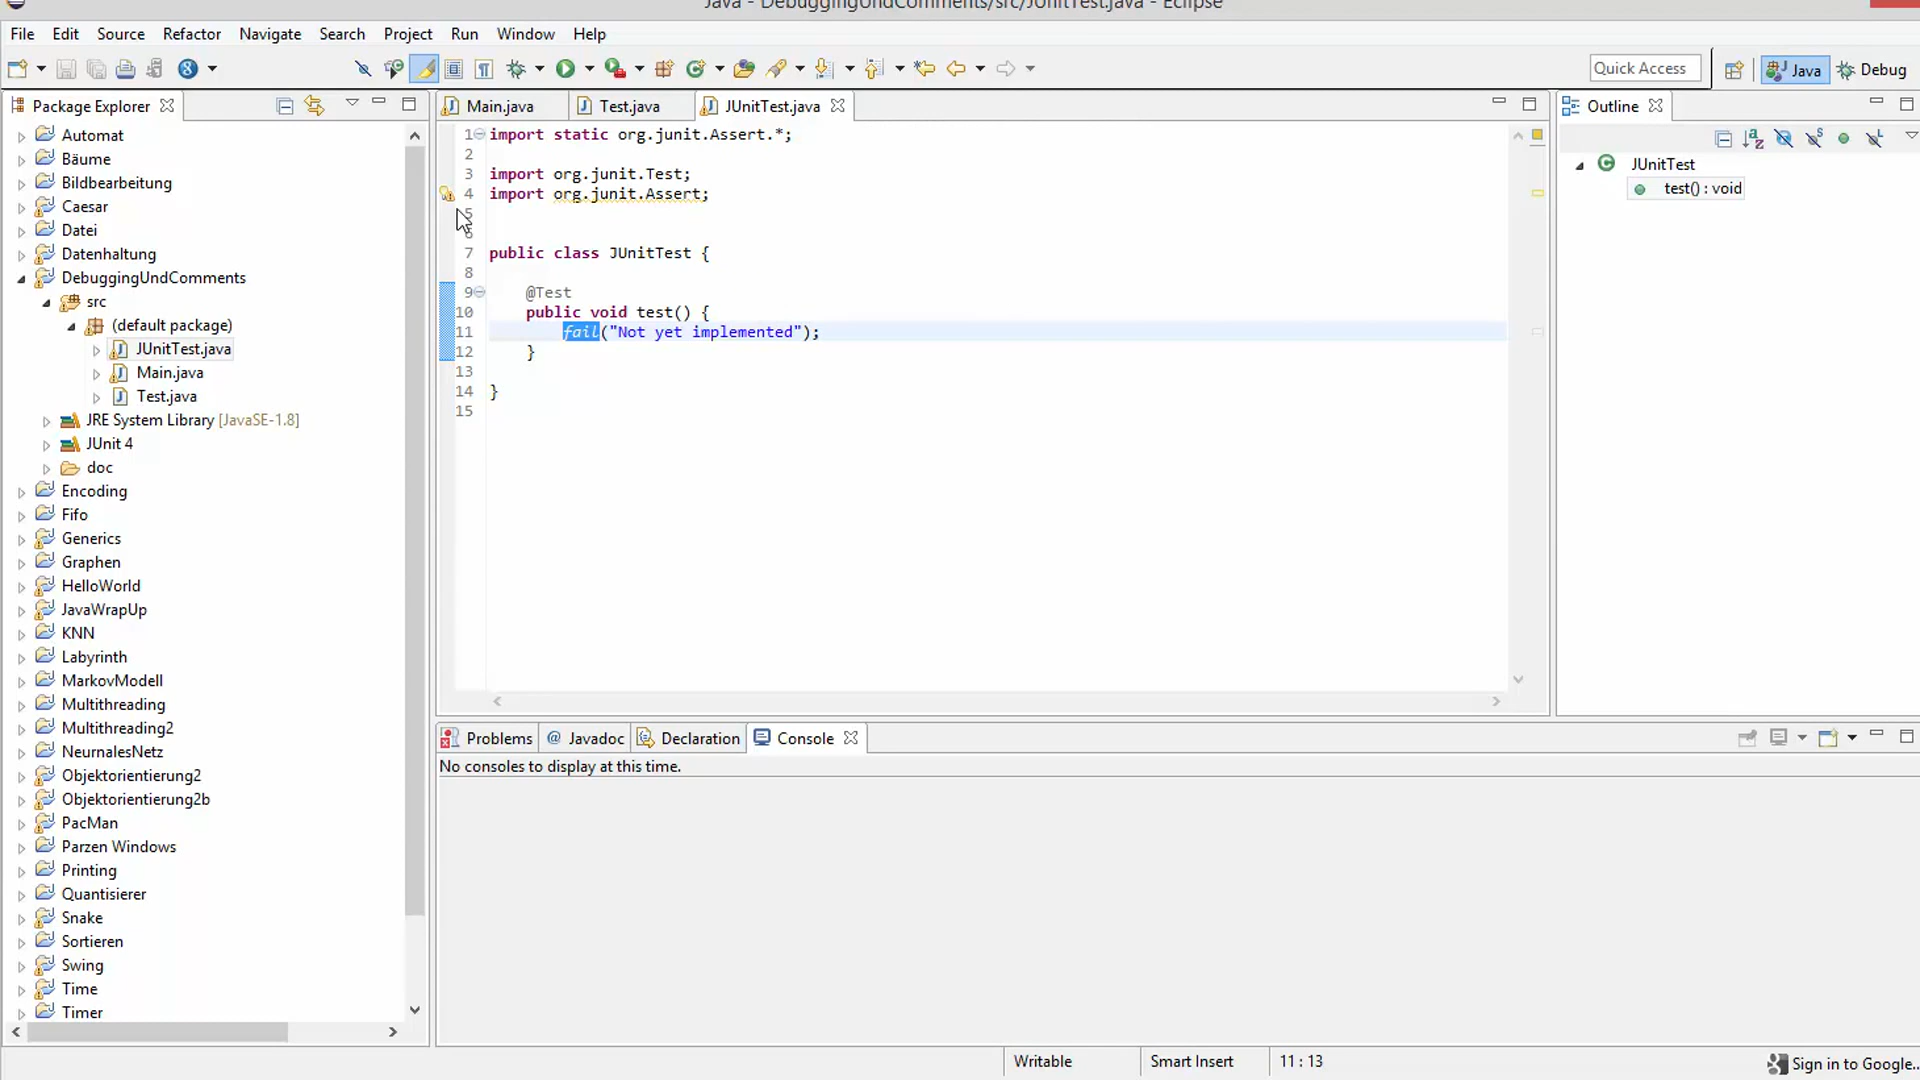 Java - DebuggingUndComments/src/JUnitTest.java - Eclipse
File Edit Source Refactor Navigate Search Project Run Window Help
Quick Access Java Debug
Package Explorer
Automat
Bäume
Bildbearbeitung
Caesar
Datei
Datenhaltung
DebuggingUndComments
src
(default package)
JUnitTest.java
Main.java
Test.java
JRE System Library [JavaSE-1.8]
JUnit 4
doc
Encoding
Fifo
Generics
Graphen
HelloWorld
JavaWrapUp
KNN
Labyrinth
MarkovModell
Multithreading
Multithreading2
NeurnalesNetz
Objektorientierung2
Objektorientierung2b
PacMan
Parzen Windows
Printing
Quantisierer
Snake
Sortieren
Swing
Time
Timer
Main.java Test.java JUnitTest.java
1 import static org.junit.Assert.*;
2
3 import org.junit.Test;
4 import org.junit.Assert;
5
6
7 public class JUnitTest {
8
9 @Test
10 public void test() {
11 fail("Not yet implemented");
12 }
13
14 }
15
Outline
JUnitTest
test() : void
Problems @ Javadoc Declaration Console
No consoles to display at this time.
Writable Smart Insert 11 : 13 Sign in to Google...